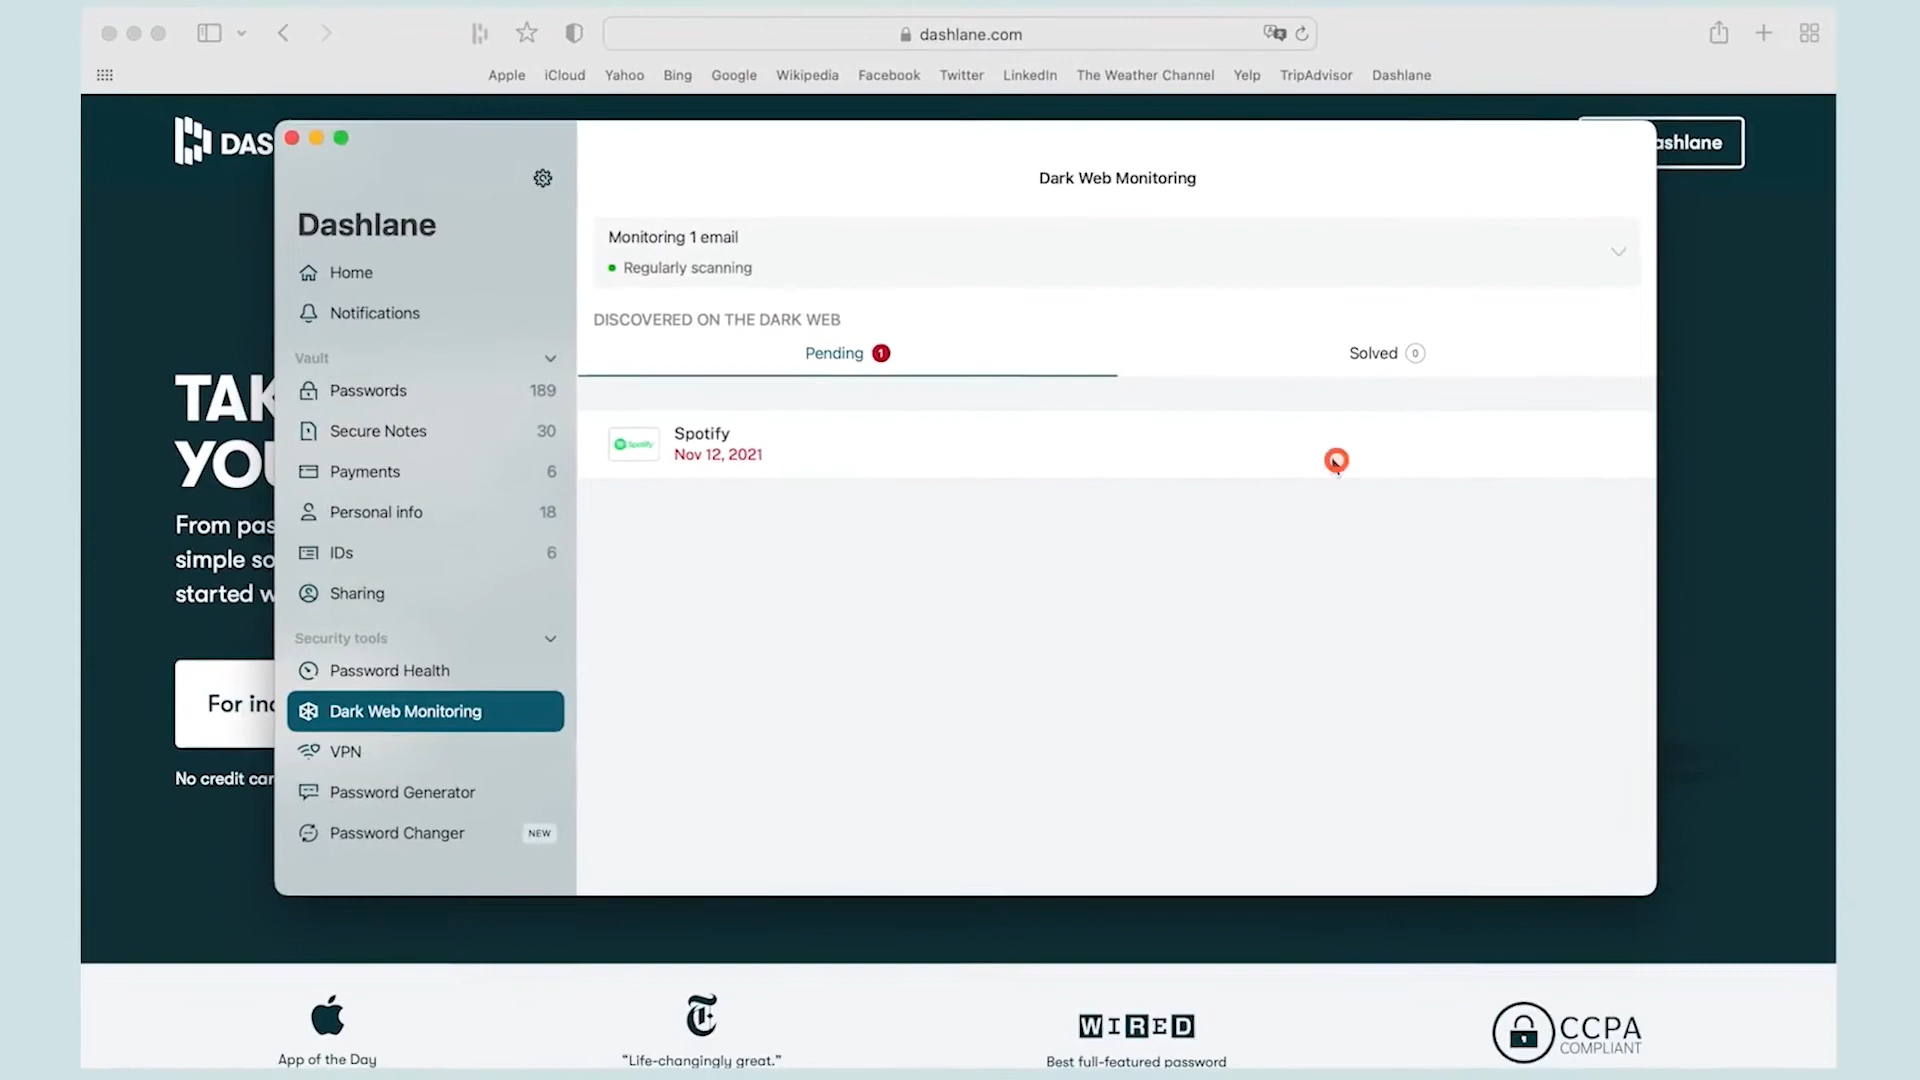 dashlane.com
Apple iCloud Yahoo Bing Google Wikipedia Facebook Twitter LinkedIn The Weather Channel Yelp TripAdvisor Dashlane
DAS
ashlane
Dark Web Monitoring
Dashlane
Monitoring 1 email
Regularly scanning
Home
Notifications
DISCOVERED ON THE DARK WEB
Pending 1
Solved 0
Vault
Passwords 189
Secure Notes 30
Payments 6
Personal info 18
IDs 6
Sharing
Spotify
Spotify
Nov 12, 2021
Security tools
Password Health
Dark Web Monitoring
VPN
Password Generator
Password Changer NEW
TAK
YOU
From pas
simple so
started w
For ind
No credit car
App of the Day
"Life-changingly great."
WIRED
Best full-featured password
CCPA
COMPLIANT